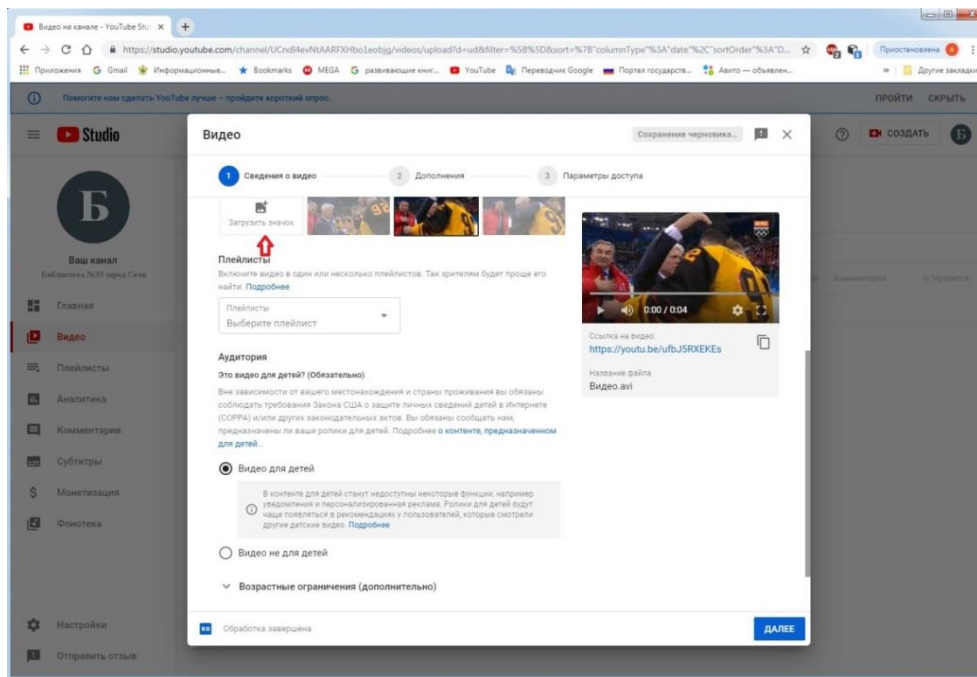 Видео на канале - YouTube Stu
https://studio.youtube.com/channel/UCndl4evNtAARFXHbo1eobjg/videos/upload?d=ud&filter=%5B%5D&sort=%7B"columnType"%3A"date"%2C"sortOrder"%3A"D...
Приостановлена
Приложения Gmail Информационные... Bookmarks MEGA развивающие книг... YouTube Переводчик Google Портал государств... Авито — объявлен... » Другие закладки
Помогите нам сделать YouTube лучше – пройдите короткий опрос. ПРОЙТИ СКРЫТЬ
Studio
СОЗДАТЬ
Б
Б
Ваш канал
Библиотека №35 город Сочи
Главная
Видео
Плейлисты
Аналитика
Комментарии
Субтитры
Монетизация
Фонотека
Настройки
Отправить отзыв
Видео
Сохранение черновика...
1 Сведения о видео
2 Дополнения
3 Параметры доступа
Загрузить значок
Плейлисты
Включите видео в один или несколько плейлистов. Так зрителям будет проще его
найти. Подробнее
Плейлисты
Выберите плейлист
Аудитория
Это видео для детей? (Обязательно)
Вне зависимости от вашего местонахождения и страны проживания вы обязаны
соблюдать требования Закона США о защите личных сведений детей в Интернете
(COPPA) и/или других законодательных актов. Вы обязаны сообщать нам,
предназначены ли ваши ролики для детей. Подробнее о контенте, предназначенном
для детей…
Видео для детей
В контенте для детей станут недоступны некоторые функции, например
уведомления и персонализированная реклама. Ролики для детей будут
чаще появляться в рекомендациях у пользователей, которые смотрели
другие детские видео. Подробнее
Видео не для детей
Возрастные ограничения (дополнительно)
0:00 / 0:04
Ссылка на видео:
https://youtu.be/ufbJ5RXEKEs
Название файла
Видео.avi
Комментарии
SD Обработка завершена
ДАЛЕЕ